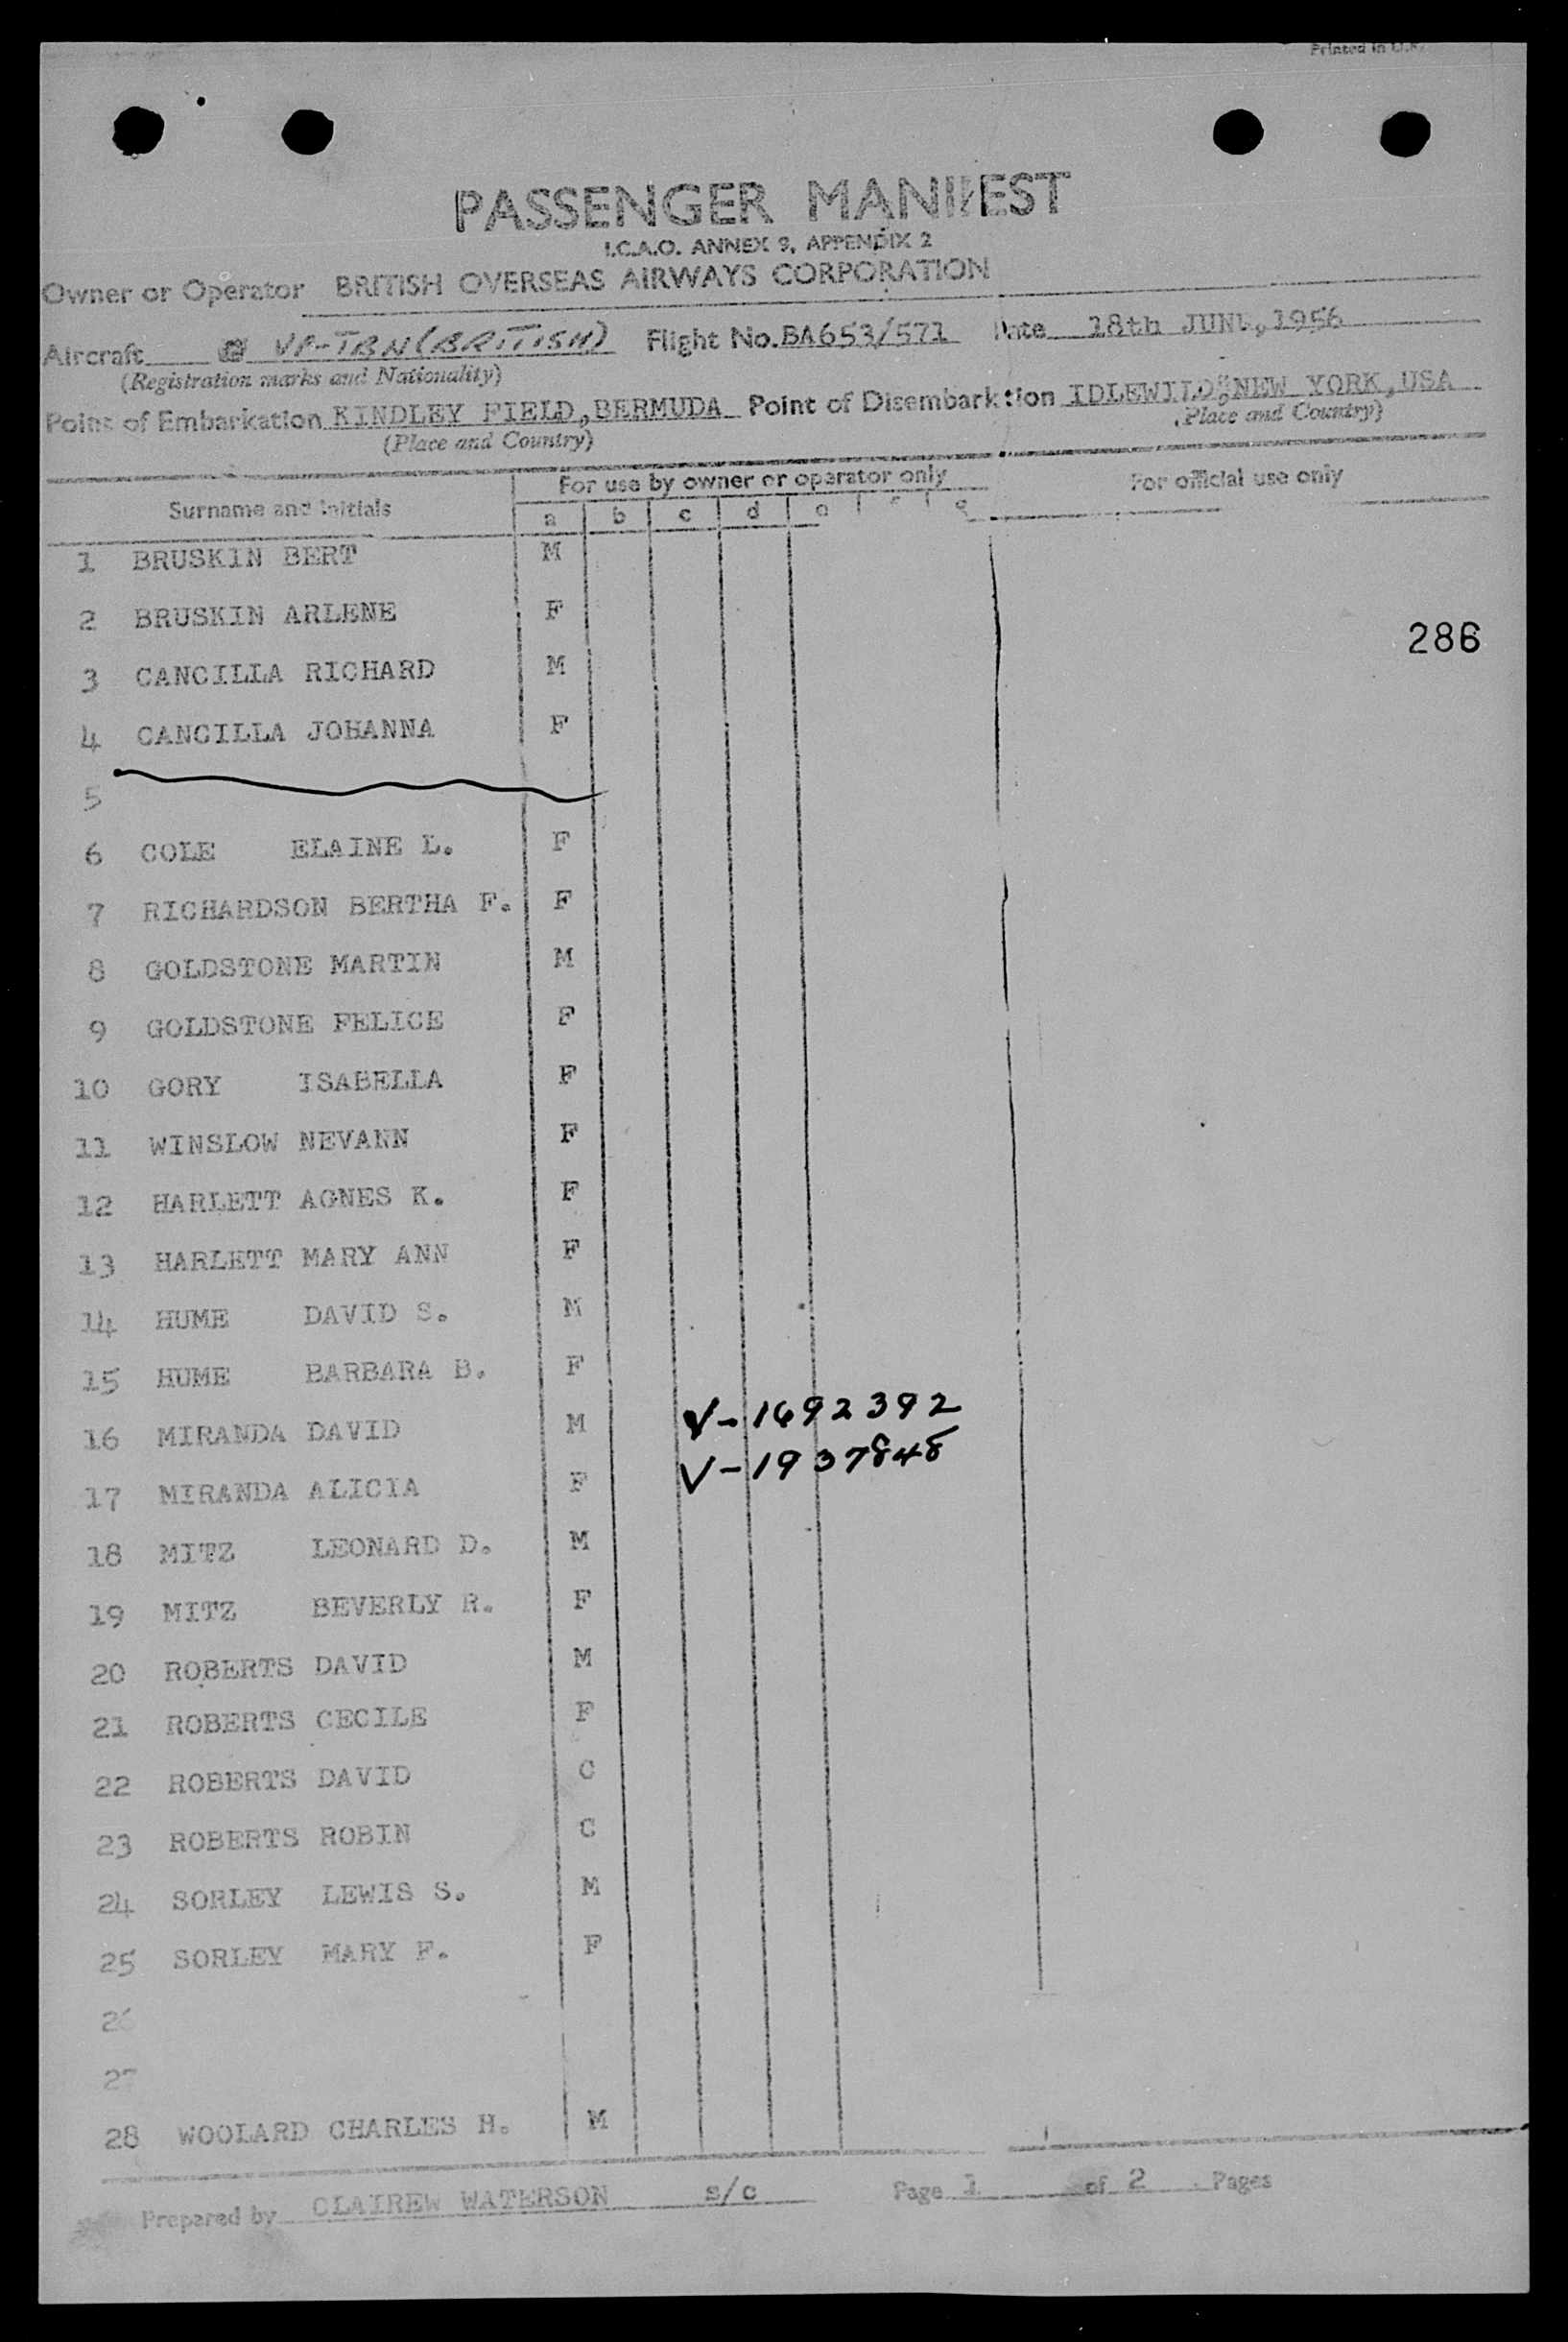 Printed in U.K.
PASSENGER MANIFEST
I.C.A.O. ANNEX 9, APPENDIX 2
Owner or Operator BRITISH OVERSEAS AIRWAYS CORPORATION
Aircraft VP-TBN (BRITISH) Flight No. BA653/571 Date 18th JUNE, 1956
(Registration marks and Nationality)
Point of Embarkation KINDLEY FIELD, BERMUDA Point of Disembarkation IDLEWILD, NEW YORK, USA
(Place and Country) (Place and Country)
Surname and Initials For use by owner or operator only For official use only
a b c d e f g
1 BRUSKIN BERT M
2 BRUSKIN ARLENE F
286
3 CANCILLA RICHARD M
4 CANCILLA JOHANNA F
5
6 COLE ELAINE L. F
7 RICHARDSON BERTHA F. F
8 GOLDSTONE MARTIN M
9 GOLDSTONE FELICE F
10 GORY ISABELLA F
11 WINSLOW NEVANN F
12 HARLETT AGNES K. F
13 HARLETT MARY ANN F
14 HUME DAVID S. M
15 HUME BARBARA B. F
16 MIRANDA DAVID M V-1692392
17 MIRANDA ALICIA F V-1937848
18 MITZ LEONARD D. M
19 MITZ BEVERLY R. F
20 ROBERTS DAVID M
21 ROBERTS CECILE F
22 ROBERTS DAVID C
23 ROBERTS ROBIN C
24 SORLEY LEWIS S. M
25 SORLEY MARY F. F
26
27
28 WOOLARD CHARLES H. M
Prepared by CLAIREW WATERSON s/c Page 1 of 2 Pages